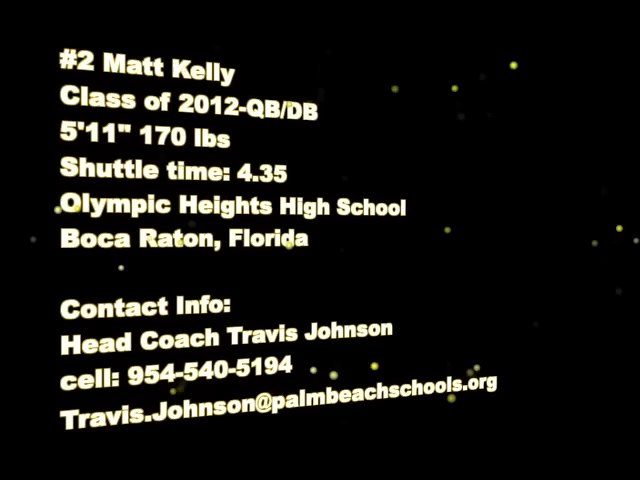 #2 Matt Kelly
Class of 2012-QB/DB
5'11" 170 lbs
Shuttle time: 4.35
Olympic Heights High School
Boca Raton, Florida
Contact Info:
Head Coach Travis Johnson
cell: 954-540-5194
Travis.Johnson@palmbeachschools.org